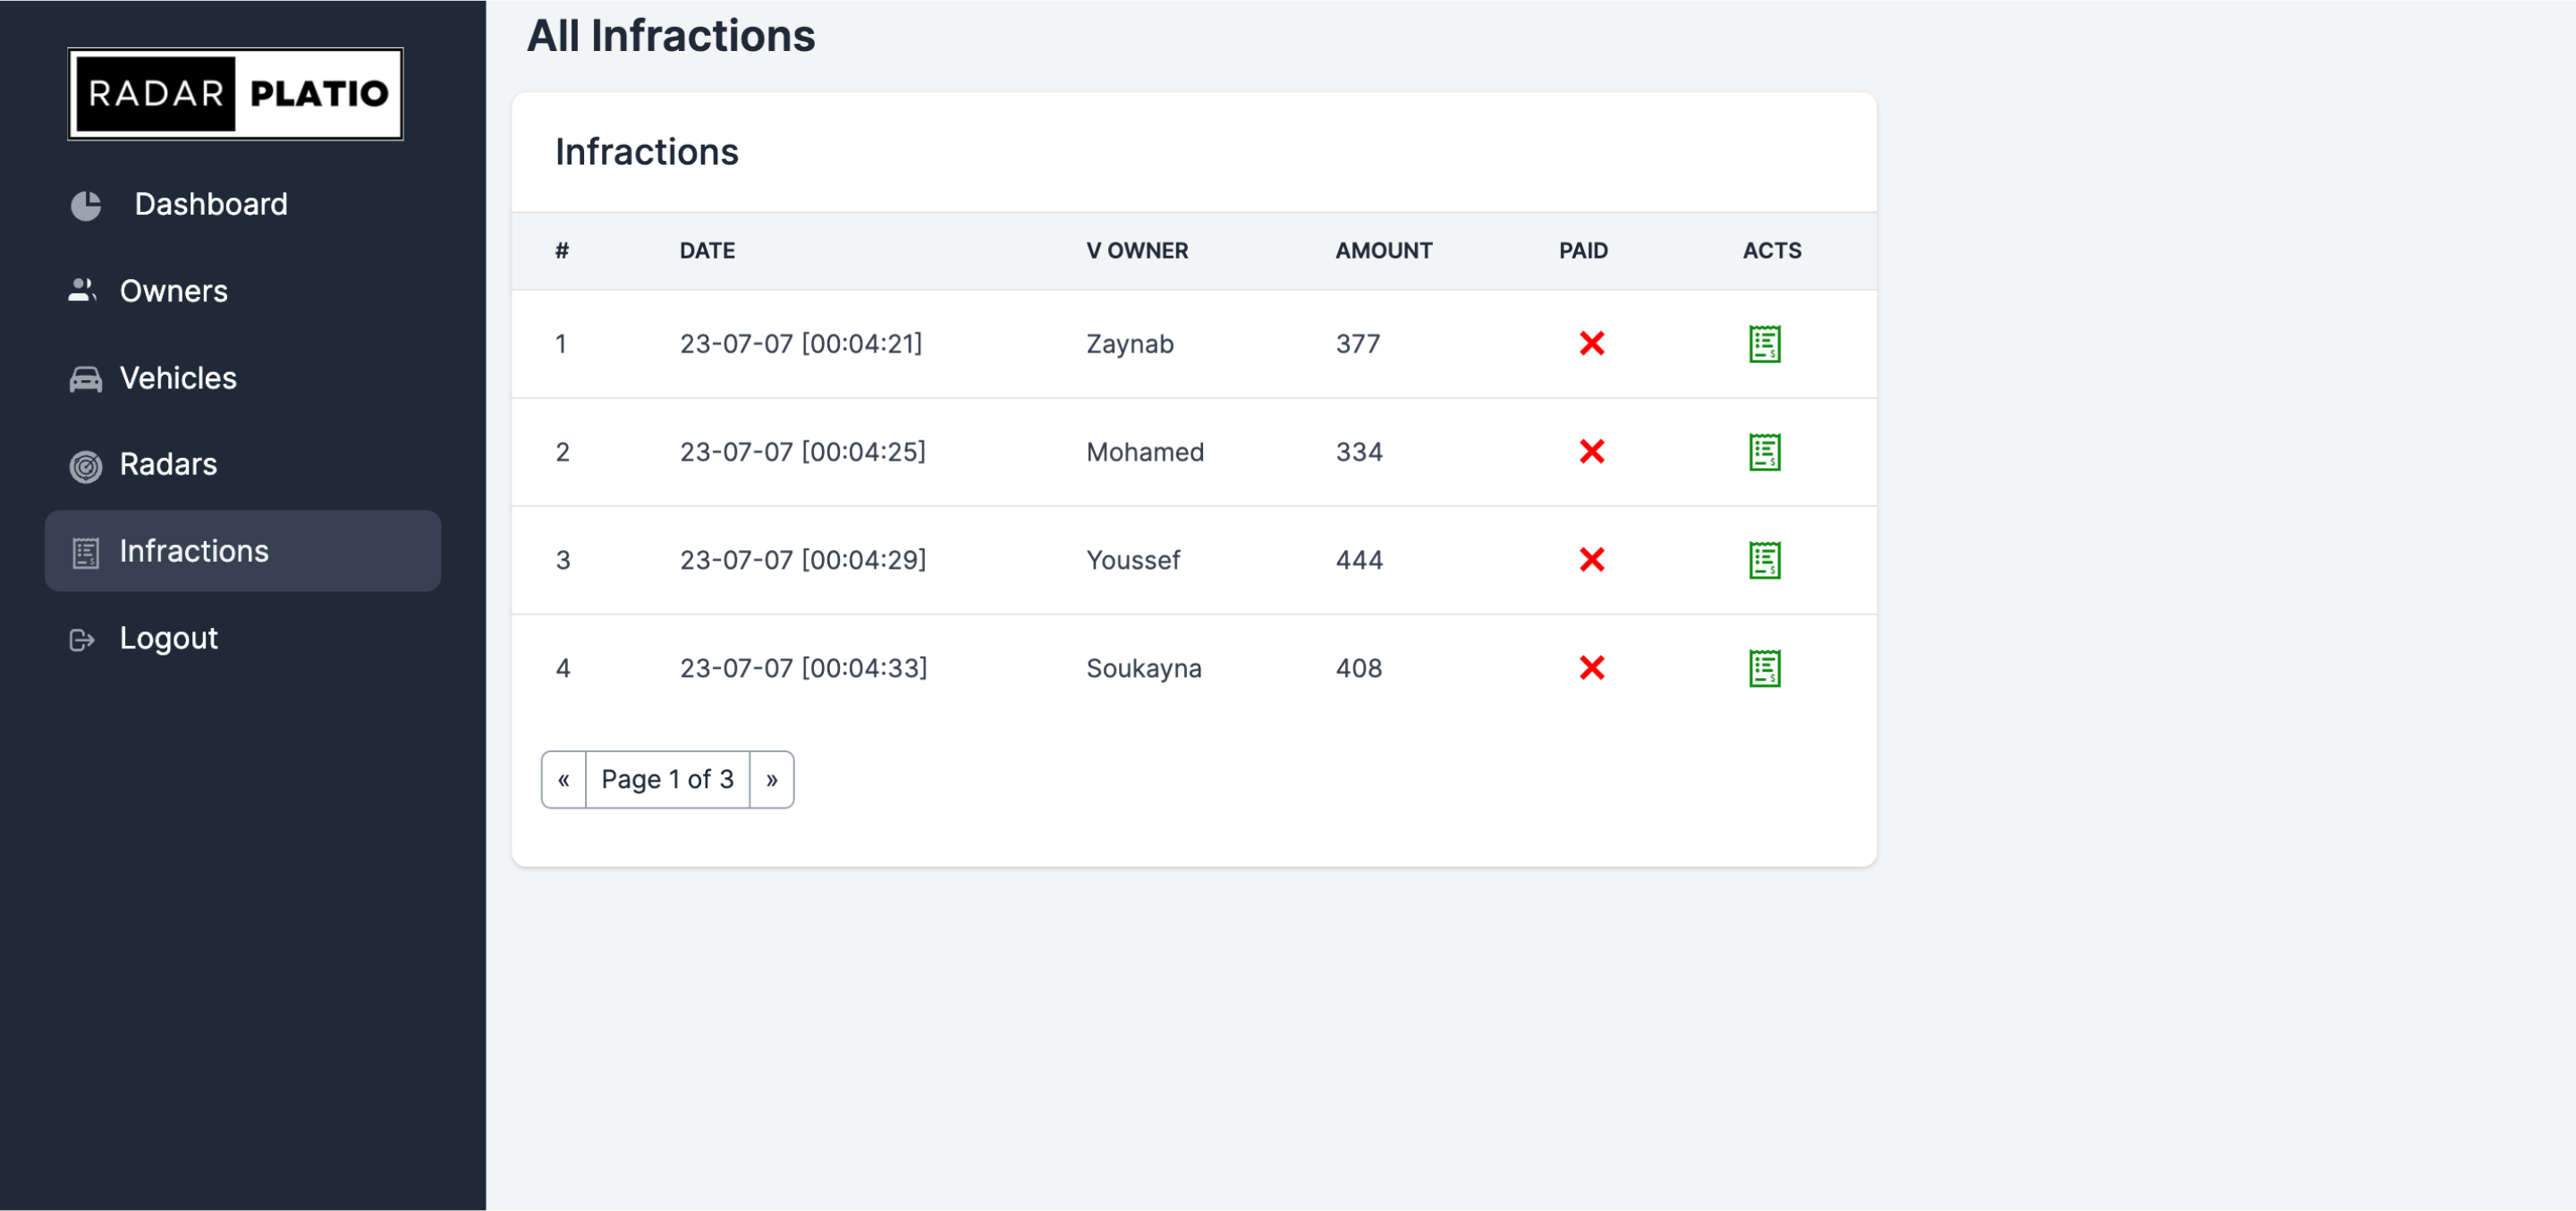 RADAR PLATIO
Dashboard
Owners
Vehicles
Radars
Infractions
Logout
All Infractions
Infractions
# DATE V OWNER AMOUNT PAID ACTS
1 23-07-07 [00:04:21] Zaynab 377
2 23-07-07 [00:04:25] Mohamed 334
3 23-07-07 [00:04:29] Youssef 444
4 23-07-07 [00:04:33] Soukayna 408
« Page 1 of 3 »